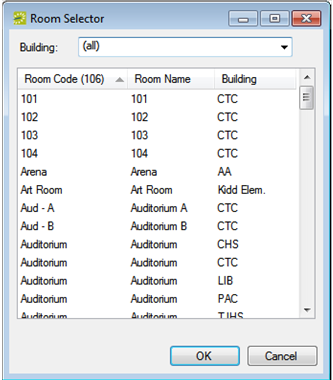 Room Selector
Building: (all)
Room Code (106) Room Name Building
101 101 CTC
102 102 CTC
103 103 CTC
104 104 CTC
Arena Arena AA
Art Room Art Room Kidd Elem.
Aud - A Auditorium A CTC
Aud - B Auditorium B CTC
Auditorium Auditorium CHS
Auditorium Auditorium CTC
Auditorium Auditorium LIB
Auditorium Auditorium PAC
Auditorium Auditorium TJHS
OK Cancel